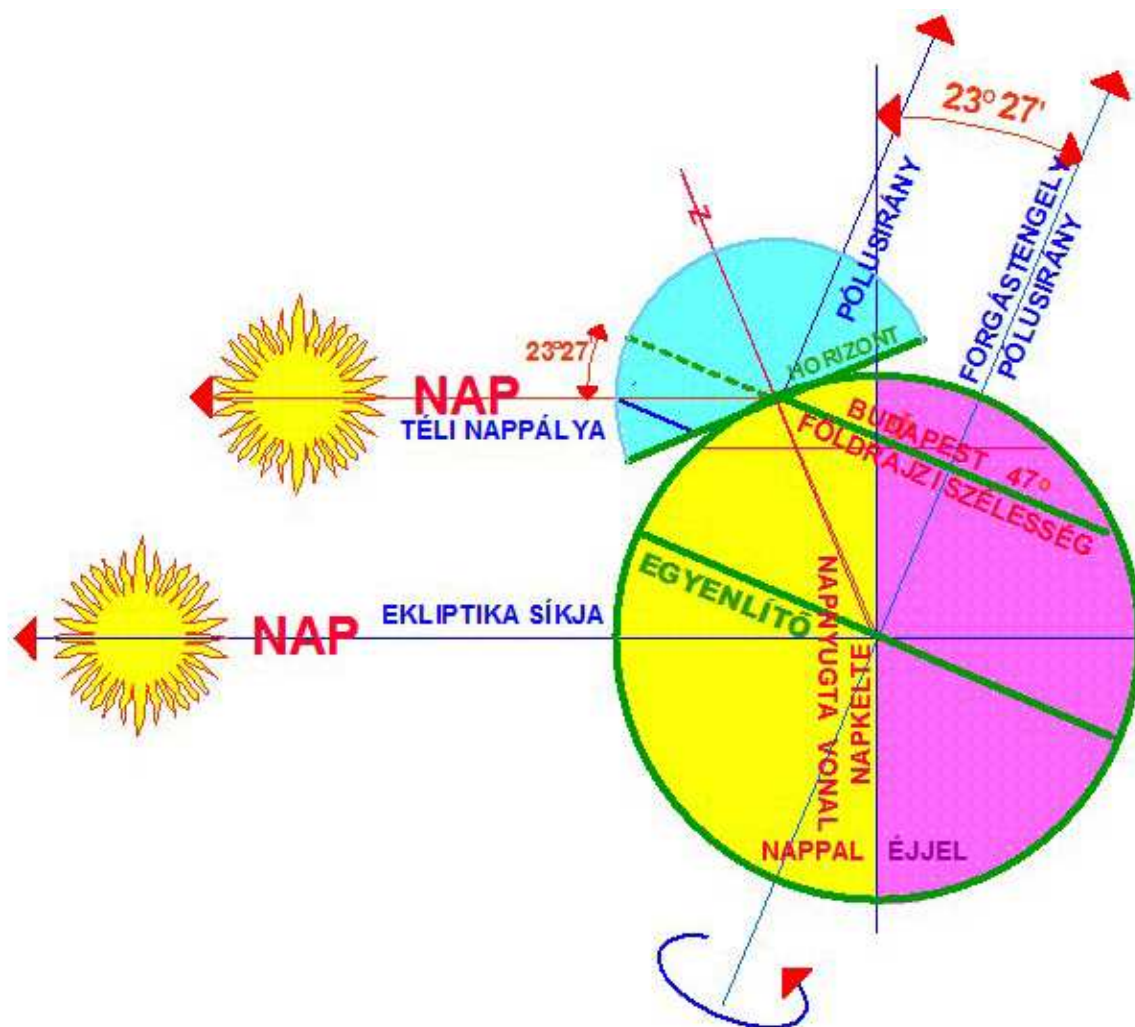 23° 27'
PÓLUSIRÁNY
FORGÁSTENGELY
PÓLUSIRÁNY
Z
HORIZONT
23°27'
NAP
TÉLI NAPPÁLYA
BUDAPEST 47°
FÖLDRAJZI SZÉLESSÉG
EGYENLÍTŐ
EKLIPTIKA SÍKJA
NAP
NAPNYUGTA VONAL
NAPKELTE
NAPPAL
ÉJJEL